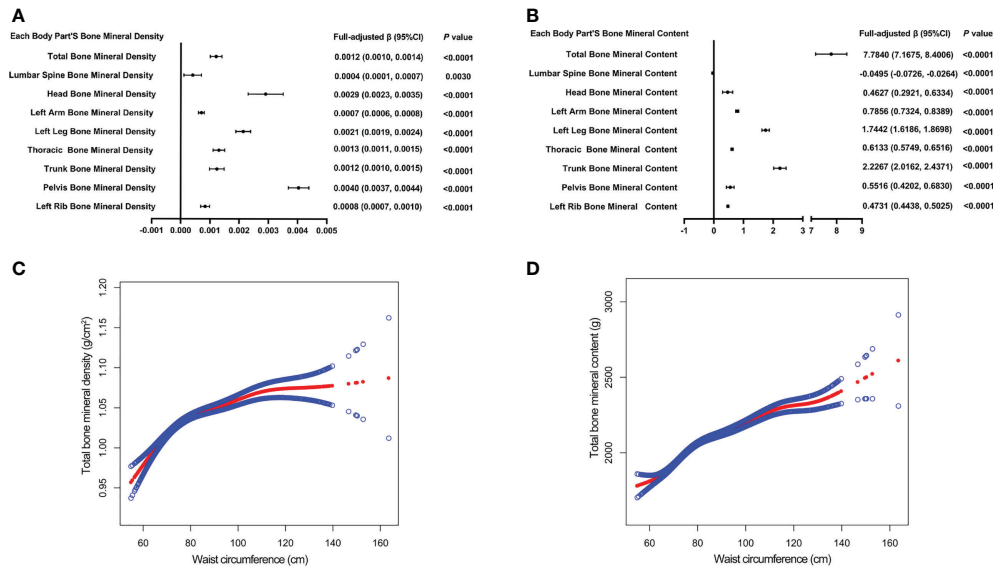 A
Each Body Part'S Bone Mineral Density Full-adjusted β (95%CI) P value
Total Bone Mineral Density 0.0012 (0.0010, 0.0014) <0.0001
Lumbar Spine Bone Mineral Density 0.0004 (0.0001, 0.0007) 0.0030
Head Bone Mineral Density 0.0029 (0.0023, 0.0035) <0.0001
Left Arm Bone Mineral Density 0.0007 (0.0006, 0.0008) <0.0001
Left Leg Bone Mineral Density 0.0021 (0.0019, 0.0024) <0.0001
Thoracic Bone Mineral Density 0.0013 (0.0011, 0.0015) <0.0001
Trunk Bone Mineral Density 0.0012 (0.0010, 0.0015) <0.0001
Pelvis Bone Mineral Density 0.0040 (0.0037, 0.0044) <0.0001
Left Rib Bone Mineral Density 0.0008 (0.0007, 0.0010) <0.0001
-0.001 0.000 0.001 0.002 0.003 0.004 0.005
B
Each Body Part'S Bone Mineral Content Full-adjusted β (95%CI) P value
Total Bone Mineral Content 7.7840 (7.1675, 8.4006) <0.0001
Lumbar Spine Bone Mineral Content -0.0495 (-0.0726, -0.0264) <0.0001
Head Bone Mineral Content 0.4627 (0.2921, 0.6334) <0.0001
Left Arm Bone Mineral Content 0.7856 (0.7324, 0.8389) <0.0001
Left Leg Bone Mineral Content 1.7442 (1.6186, 1.8698) <0.0001
Thoracic Bone Mineral Content 0.6133 (0.5749, 0.6516) <0.0001
Trunk Bone Mineral Content 2.2267 (2.0162, 2.4371) <0.0001
Pelvis Bone Mineral Content 0.5516 (0.4202, 0.6830) <0.0001
Left Rib Bone Mineral Content 0.4731 (0.4438, 0.5025) <0.0001
-1 0 1 2 3 7 8 9
C
Total bone mineral density (g/cm²)
1.20
1.15
1.10
1.05
1.00
0.95
60 80 100 120 140 160
Waist circumference (cm)
D
Total bone mineral content (g)
3000
2500
2000
60 80 100 120 140 160
Waist circumference (cm)